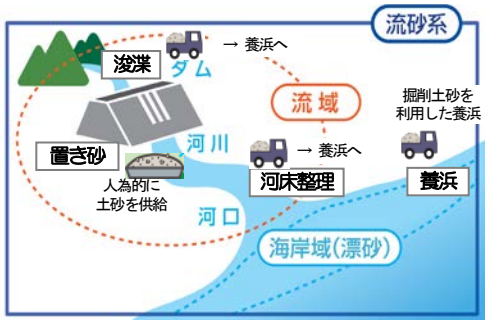 流砂系
→ 養浜へ
浚渫
ダム
掘削土砂を
利用した養浜
流域
河川
→ 養浜へ
置き砂
河床整理
養浜
人為的に
土砂を供給
河口
海岸域(漂砂)